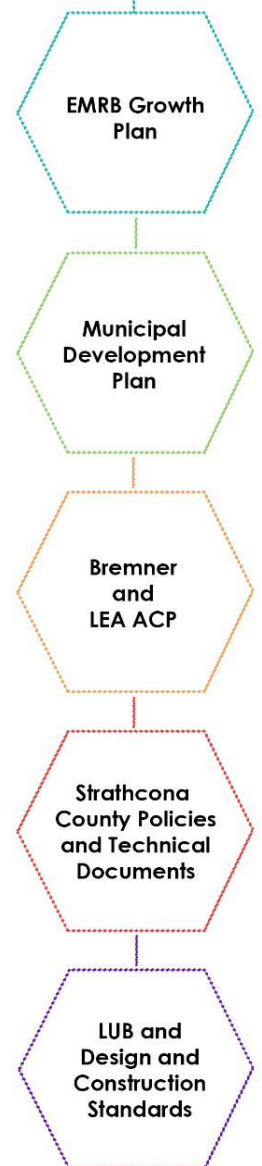 EMRB Growth
Plan
Municipal
Development
Plan
Bremner
and
LEA ACP
Strathcona
County Policies
and Technical
Documents
LUB and
Design and
Construction
Standards